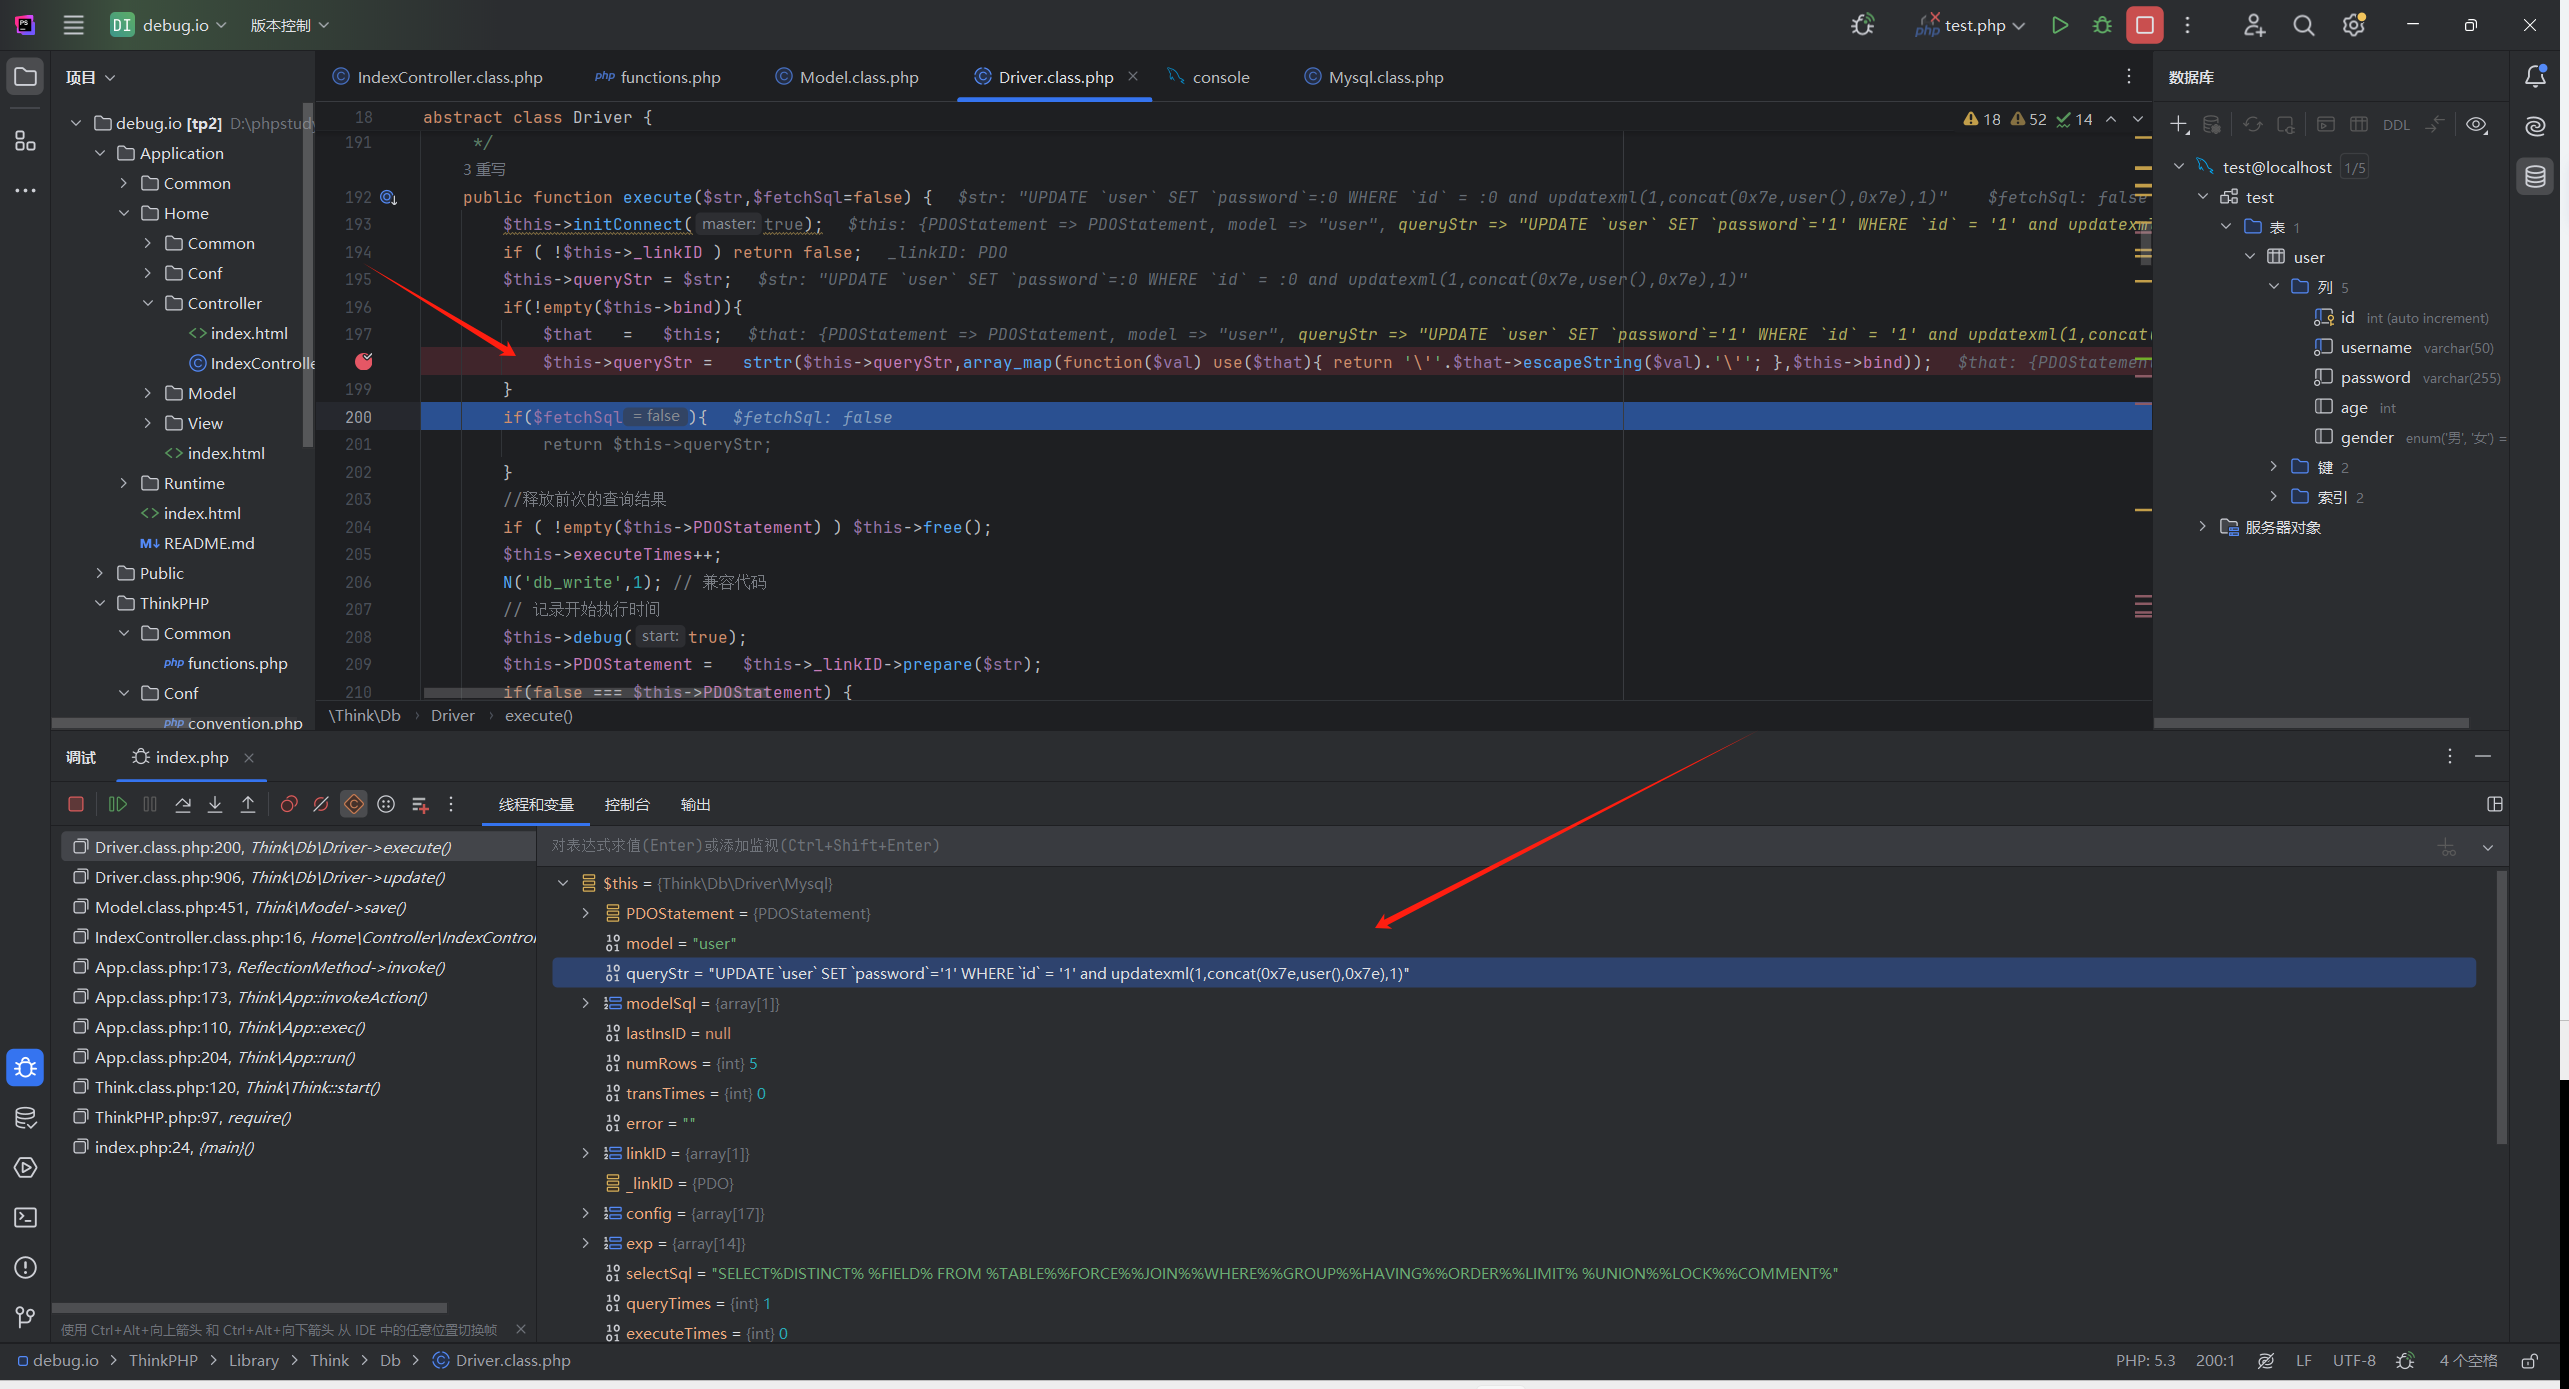 DI debug.io 版本控制 test.php
项目
IndexController.class.php functions.php Model.class.php Driver.class.php console Mysql.class.php
debug.io [tp2] D:\phpstudy
Application
Common
Home
Common
Conf
Controller
index.html
IndexControlle
Model
View
index.html
Runtime
index.html
README.md
Public
ThinkPHP
Common
functions.php
Conf
convention.php
18 abstract class Driver { 18 52 14
191 */
3 重写
192 public function execute($str,$fetchSql=false) { $str: "UPDATE `user` SET `password`=:0 WHERE `id` = :0 and updatexml(1,concat(0x7e,user(),0x7e),1)" $fetchSql: false
193 $this->initConnect( master: true); $this: {PDOStatement => PDOStatement, model => "user", queryStr => "UPDATE `user` SET `password`='1' WHERE `id` = '1' and updatexm
194 if ( !$this->_linkID ) return false; _linkID: PDO
195 $this->queryStr = $str; $str: "UPDATE `user` SET `password`=:0 WHERE `id` = :0 and updatexml(1,concat(0x7e,user(),0x7e),1)"
196 if(!empty($this->bind)){
197 $that = $this; $that: {PDOStatement => PDOStatement, model => "user", queryStr => "UPDATE `user` SET `password`='1' WHERE `id` = '1' and updatexml(1,concat(
$this->queryStr = strtr($this->queryStr,array_map(function($val) use($that){ return '\''.$that->escapeString($val).'\''; },$this->bind)); $that: {PDOStatemen
199 }
200 if($fetchSql = false ){ $fetchSql: false
201 return $this->queryStr;
202 }
203 //释放前次的查询结果
204 if ( !empty($this->PDOStatement) ) $this->free();
205 $this->executeTimes++;
206 N('db_write',1); // 兼容代码
207 // 记录开始执行时间
208 $this->debug( start: true);
209 $this->PDOStatement = $this->_linkID->prepare($str);
210 if(false === $this->PDOStatement) {
\Think\Db › Driver › execute()
数据库
DDL
test@localhost 1/5
test
表 1
user
列 5
id int (auto increment)
username varchar(50)
password varchar(255)
age int
gender enum('男', '女') =
键 2
索引 2
服务器对象
调试 index.php
线程和变量 控制台 输出
Driver.class.php:200, Think\Db\Driver->execute()
Driver.class.php:906, Think\Db\Driver->update()
Model.class.php:451, Think\Model->save()
IndexController.class.php:16, Home\Controller\IndexControl
App.class.php:173, ReflectionMethod->invoke()
App.class.php:173, Think\App::invokeAction()
App.class.php:110, Think\App::exec()
App.class.php:204, Think\App::run()
Think.class.php:120, Think\Think::start()
ThinkPHP.php:97, require()
index.php:24, {main}()
使用 Ctrl+Alt+向上箭头 和 Ctrl+Alt+向下箭头 从 IDE 中的任意位置切换帧
对表达式求值(Enter)或添加监视(Ctrl+Shift+Enter)
$this = {Think\Db\Driver\Mysql}
PDOStatement = {PDOStatement}
model = "user"
queryStr = "UPDATE `user` SET `password`='1' WHERE `id` = '1' and updatexml(1,concat(0x7e,user(),0x7e),1)"
modelSql = {array[1]}
lastInsID = null
numRows = {int} 5
transTimes = {int} 0
error = ""
linkID = {array[1]}
_linkID = {PDO}
config = {array[17]}
exp = {array[14]}
selectSql = "SELECT%DISTINCT% %FIELD% FROM %TABLE%%FORCE%%JOIN%%WHERE%%GROUP%%HAVING%%ORDER%%LIMIT% %UNION%%LOCK%%COMMENT%"
queryTimes = {int} 1
executeTimes = {int} 0
debug.io > ThinkPHP > Library > Think > Db > Driver.class.php PHP: 5.3 200:1 LF UTF-8 4 个空格